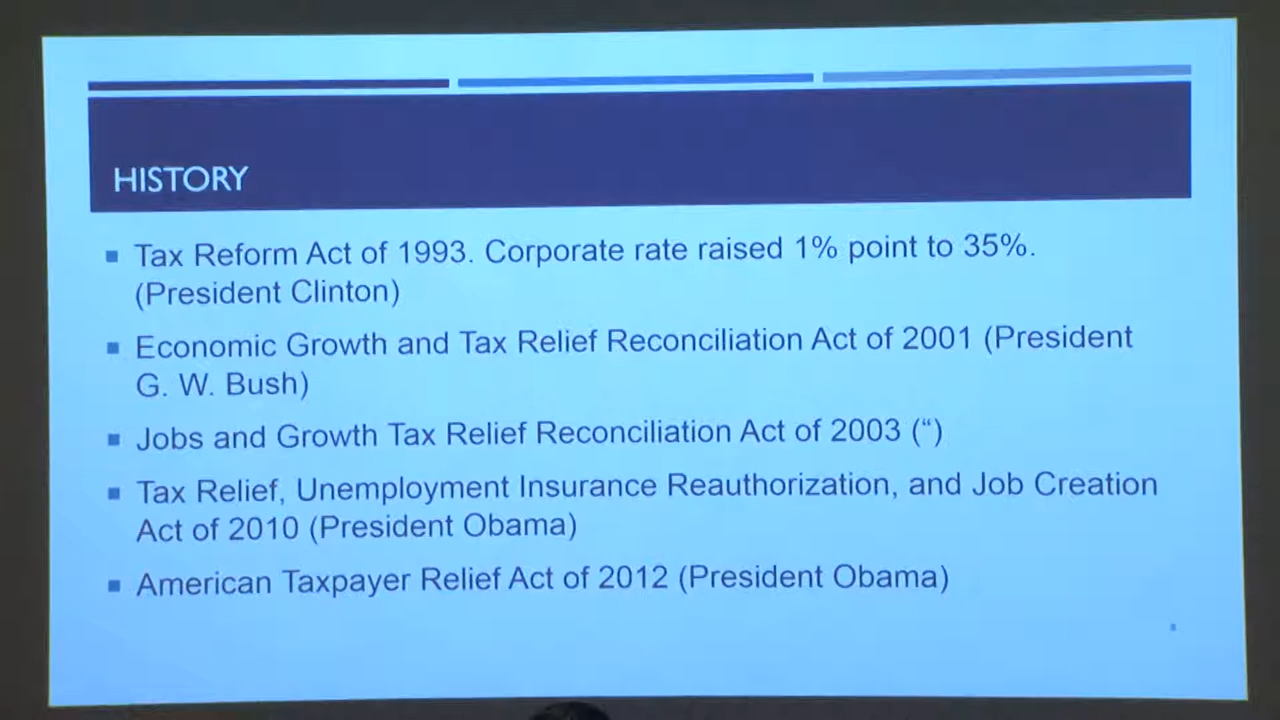 HISTORY
Tax Reform Act of 1993. Corporate rate raised 1% point to 35%.
(President Clinton)
Economic Growth and Tax Relief Reconciliation Act of 2001 (President
G. W. Bush)
Jobs and Growth Tax Relief Reconciliation Act of 2003 (“)
Tax Relief, Unemployment Insurance Reauthorization, and Job Creation
Act of 2010 (President Obama)
American Taxpayer Relief Act of 2012 (President Obama)